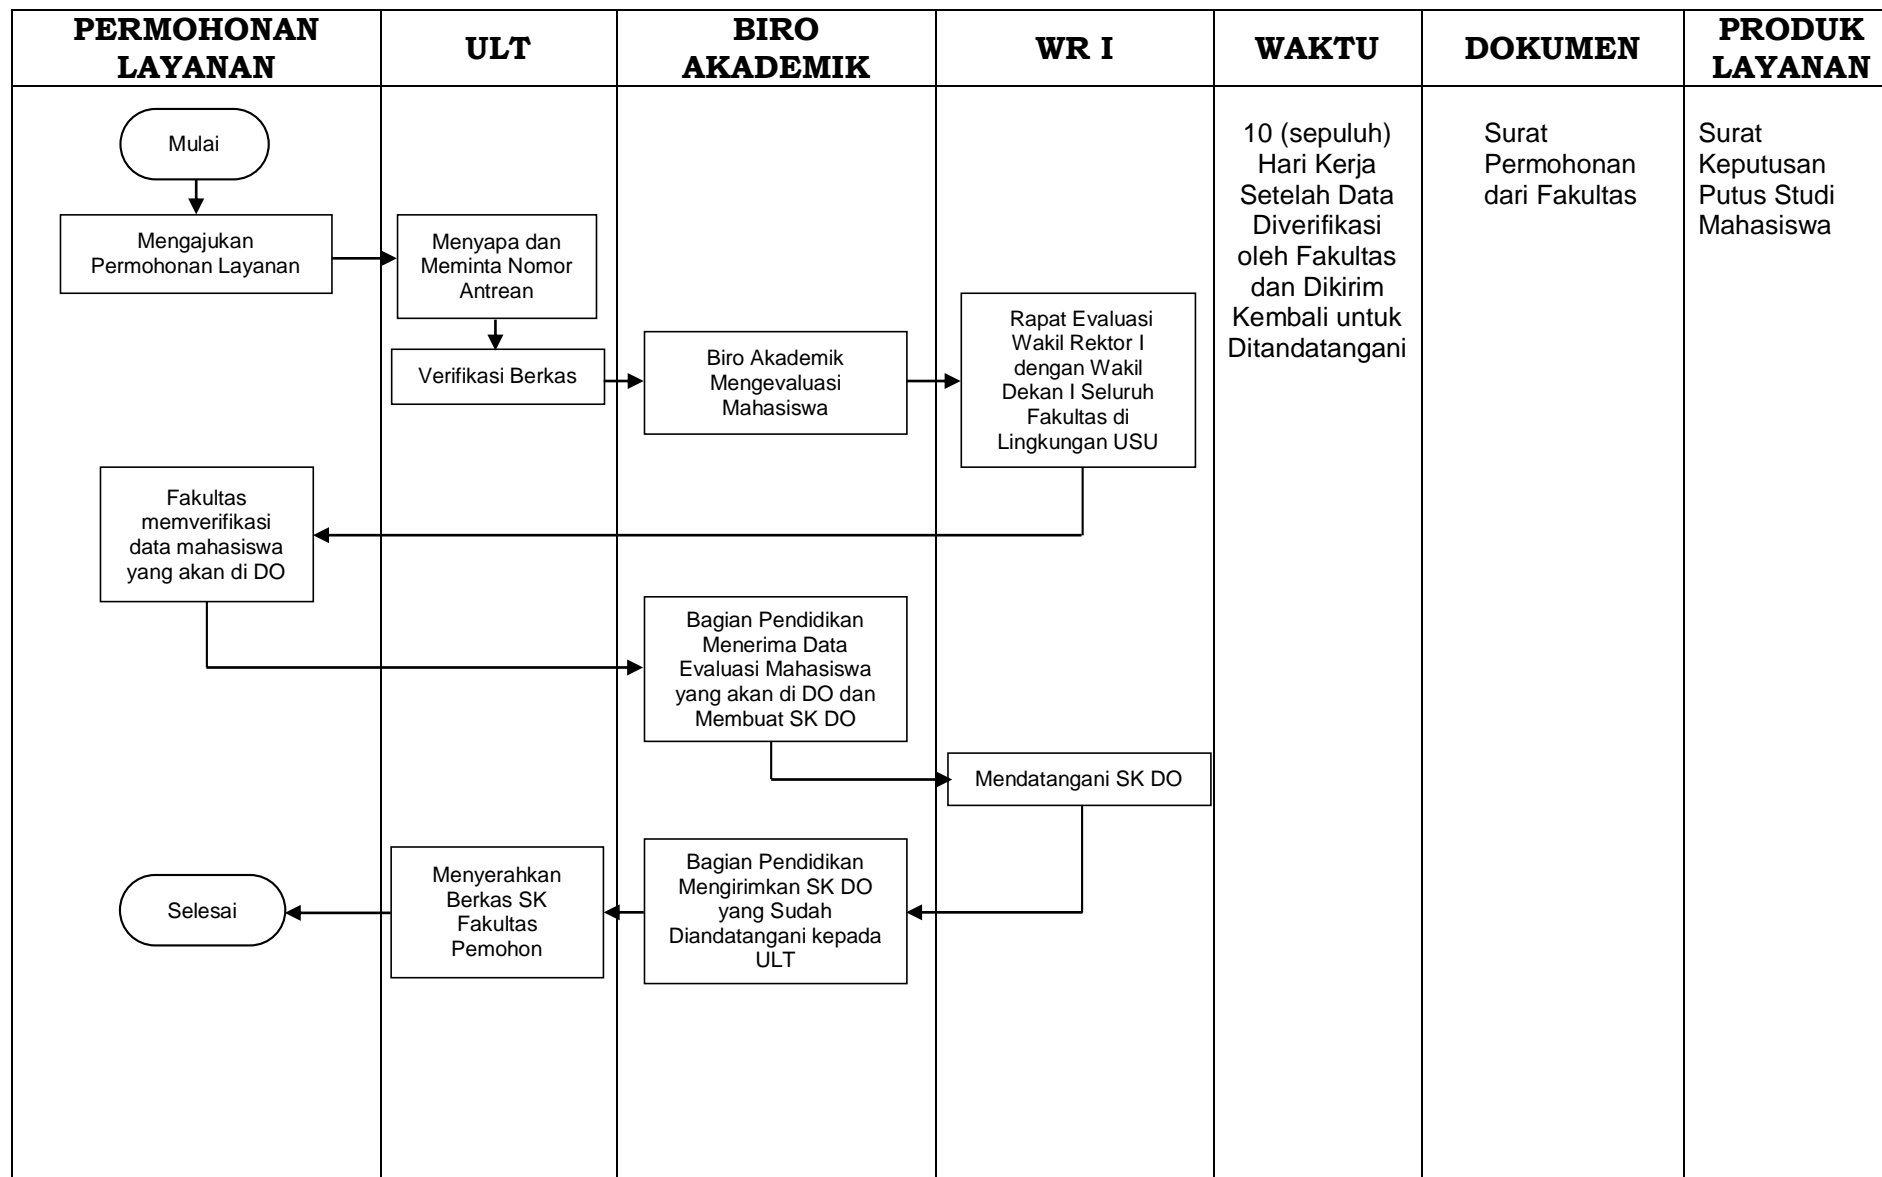 PERMOHONAN
LAYANAN
ULT
BIRO
AKADEMIK
WR I
WAKTU
DOKUMEN
PRODUK
LAYANAN
Mulai
Mengajukan
Permohonan Layanan
Menyapa dan
Meminta Nomor
Antrean
Verifikasi Berkas
Biro Akademik
Mengevaluasi
Mahasiswa
Rapat Evaluasi
Wakil Rektor I
dengan Wakil
Dekan I Seluruh
Fakultas di
Lingkungan USU
10 (sepuluh)
Hari Kerja
Setelah Data
Diverifikasi
oleh Fakultas
dan Dikirim
Kembali untuk
Ditandatangani
Surat
Permohonan
dari Fakultas
Surat
Keputusan
Putus Studi
Mahasiswa
Fakultas
memverifikasi
data mahasiswa
yang akan di DO
Bagian Pendidikan
Menerima Data
Evaluasi Mahasiswa
yang akan di DO dan
Membuat SK DO
Mendatangani SK DO
Bagian Pendidikan
Mengirimkan SK DO
yang Sudah
Diandatangani kepada
ULT
Menyerahkan
Berkas SK
Fakultas
Pemohon
Selesai